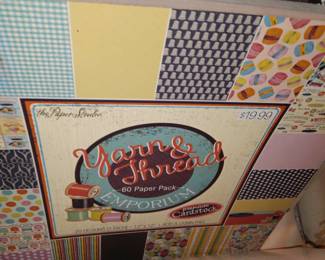 the Paper Studio
$19.99
Yarn & Thread
60 Paper Pack
EMPORIUM
Cardstock